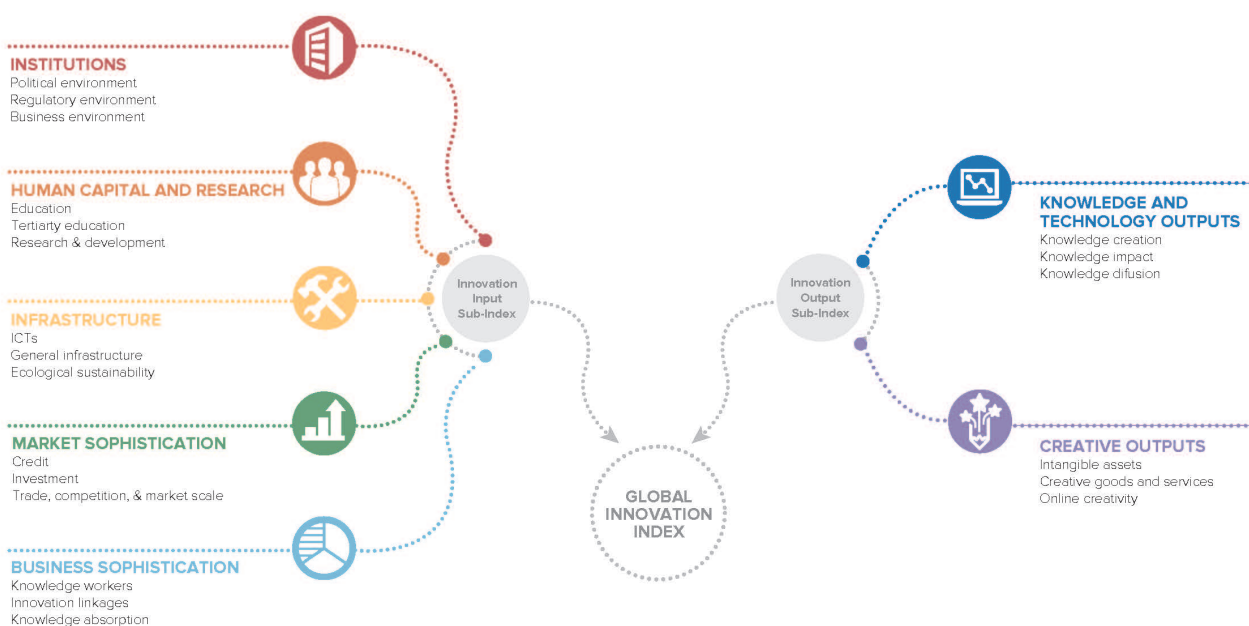 INSTITUTIONS
Political environment
Regulatory environment
Business environment
HUMAN CAPITAL AND RESEARCH
Education
Tertiarty education
Research & development
INFRASTRUCTURE
ICTs
General infrastructure
Ecological sustainability
MARKET SOPHISTICATION
Credit
Investment
Trade, competition, & market scale
BUSINESS SOPHISTICATION
Knowledge workers
Innovation linkages
Knowledge absorption
Innovation
Input
Sub-Index
GLOBAL
INNOVATION
INDEX
Innovation
Output
Sub-Index
KNOWLEDGE AND
TECHNOLOGY OUTPUTS
Knowledge creation
Knowledge impact
Knowledge difusion
CREATIVE OUTPUTS
Intangible assets
Creative goods and services
Online creativity